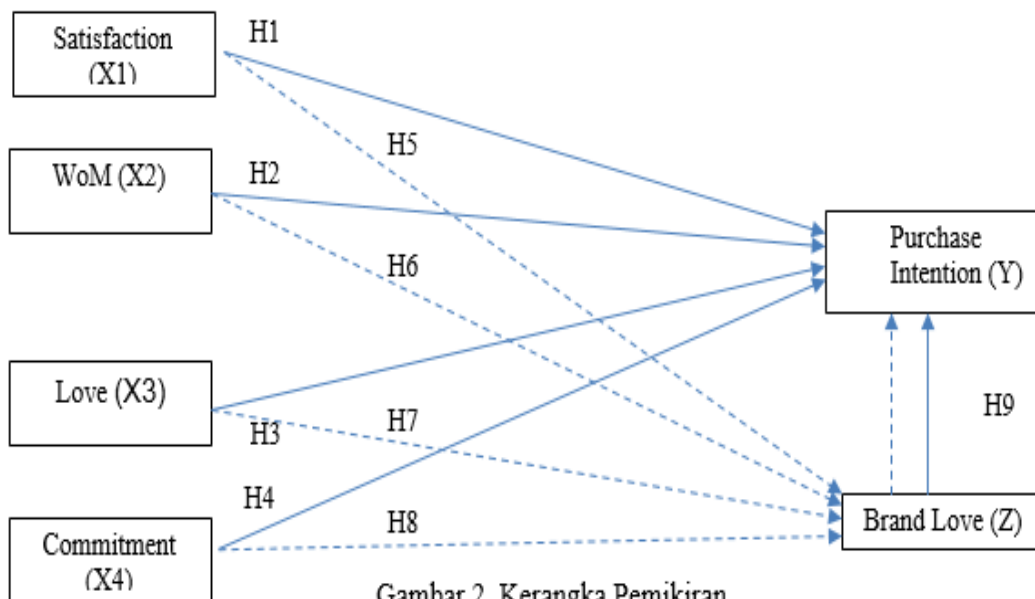 Satisfaction
(X1)
H1
H5
WoM (X2)
H2
H6
Purchase
Intention (Y)
Love (X3)
H3
H7
H9
H4
H8
Commitment
(X4)
Brand Love (Z)
Gambar 2. Kerangka Pemikiran